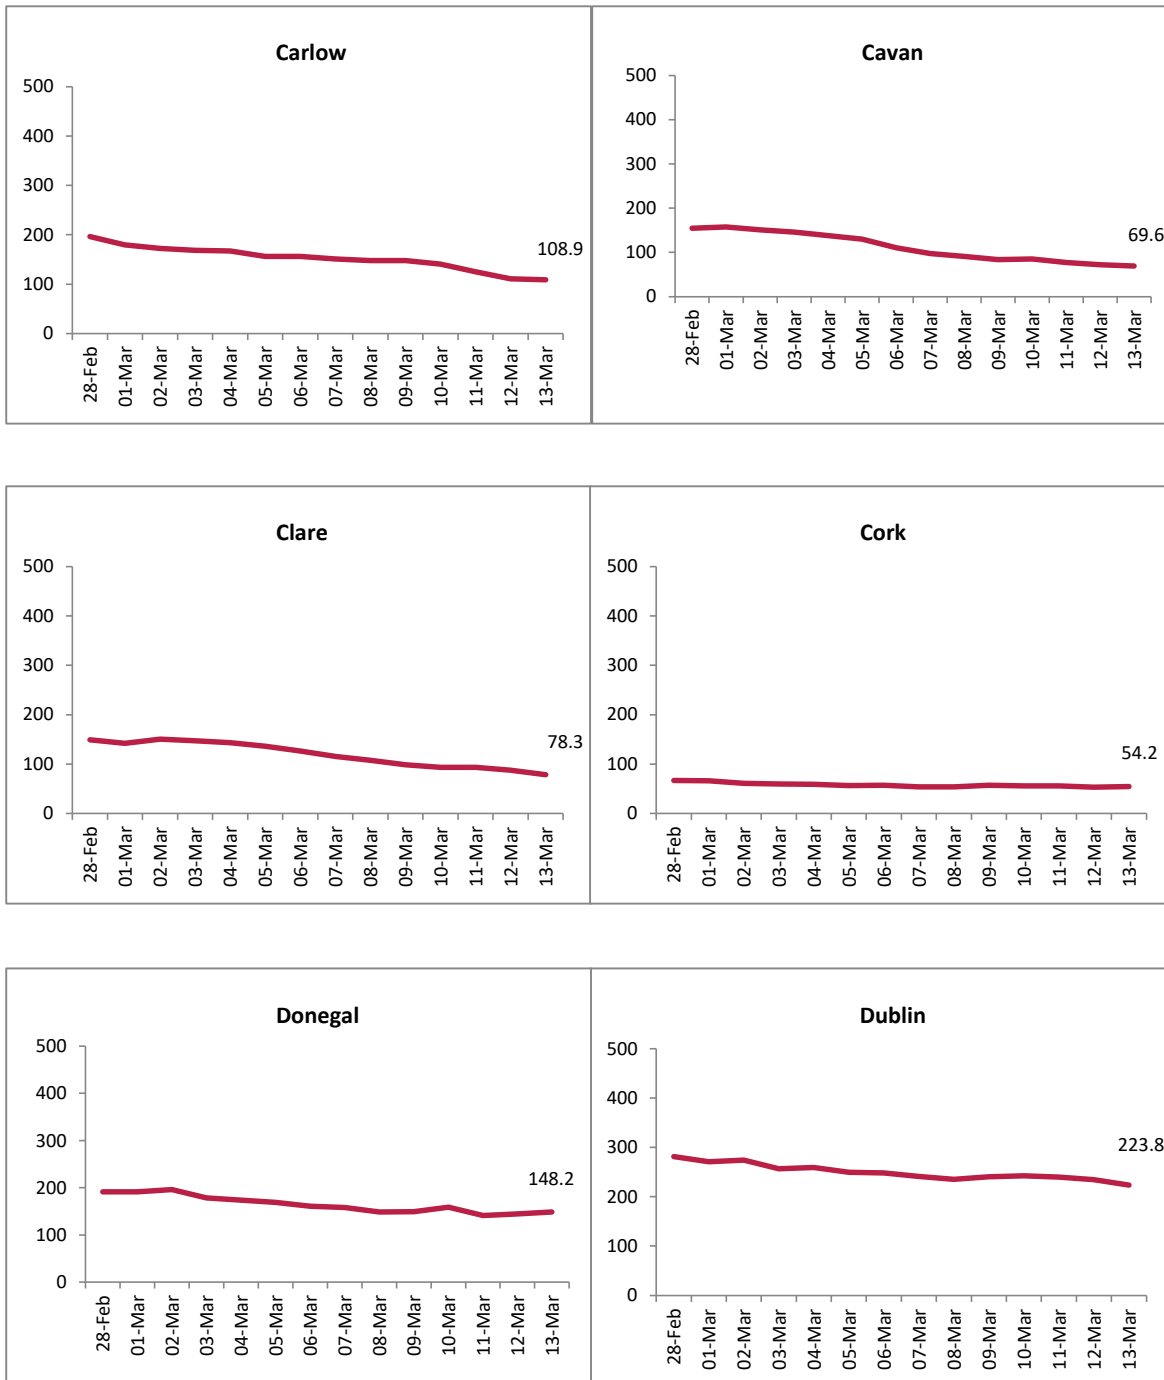 Carlow
500
400
300
200
100
0
108.9
28-Feb
01-Mar
02-Mar
03-Mar
04-Mar
05-Mar
06-Mar
07-Mar
08-Mar
09-Mar
10-Mar
11-Mar
12-Mar
13-Mar
Cavan
500
400
300
200
100
0
69.6
28-Feb
01-Mar
02-Mar
03-Mar
04-Mar
05-Mar
06-Mar
07-Mar
08-Mar
09-Mar
10-Mar
11-Mar
12-Mar
13-Mar
Clare
500
400
300
200
100
0
78.3
28-Feb
01-Mar
02-Mar
03-Mar
04-Mar
05-Mar
06-Mar
07-Mar
08-Mar
09-Mar
10-Mar
11-Mar
12-Mar
13-Mar
Cork
500
400
300
200
100
0
54.2
28-Feb
01-Mar
02-Mar
03-Mar
04-Mar
05-Mar
06-Mar
07-Mar
08-Mar
09-Mar
10-Mar
11-Mar
12-Mar
13-Mar
Donegal
500
400
300
200
100
0
148.2
28-Feb
01-Mar
02-Mar
03-Mar
04-Mar
05-Mar
06-Mar
07-Mar
08-Mar
09-Mar
10-Mar
11-Mar
12-Mar
13-Mar
Dublin
500
400
300
200
100
0
223.8
28-Feb
01-Mar
02-Mar
03-Mar
04-Mar
05-Mar
06-Mar
07-Mar
08-Mar
09-Mar
10-Mar
11-Mar
12-Mar
13-Mar